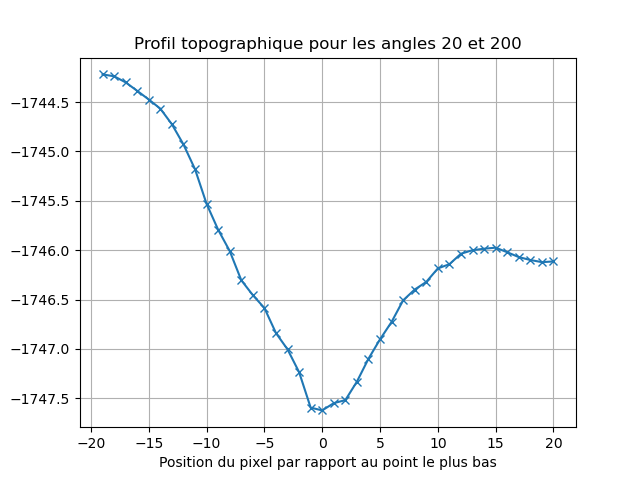 Profil topographique pour les angles 20 et 200
−1744.5
−1745.0
−1745.5
−1746.0
−1746.5
−1747.0
−1747.5
−20 −15 −10 −5 0 5 10 15 20
Position du pixel par rapport au point le plus bas